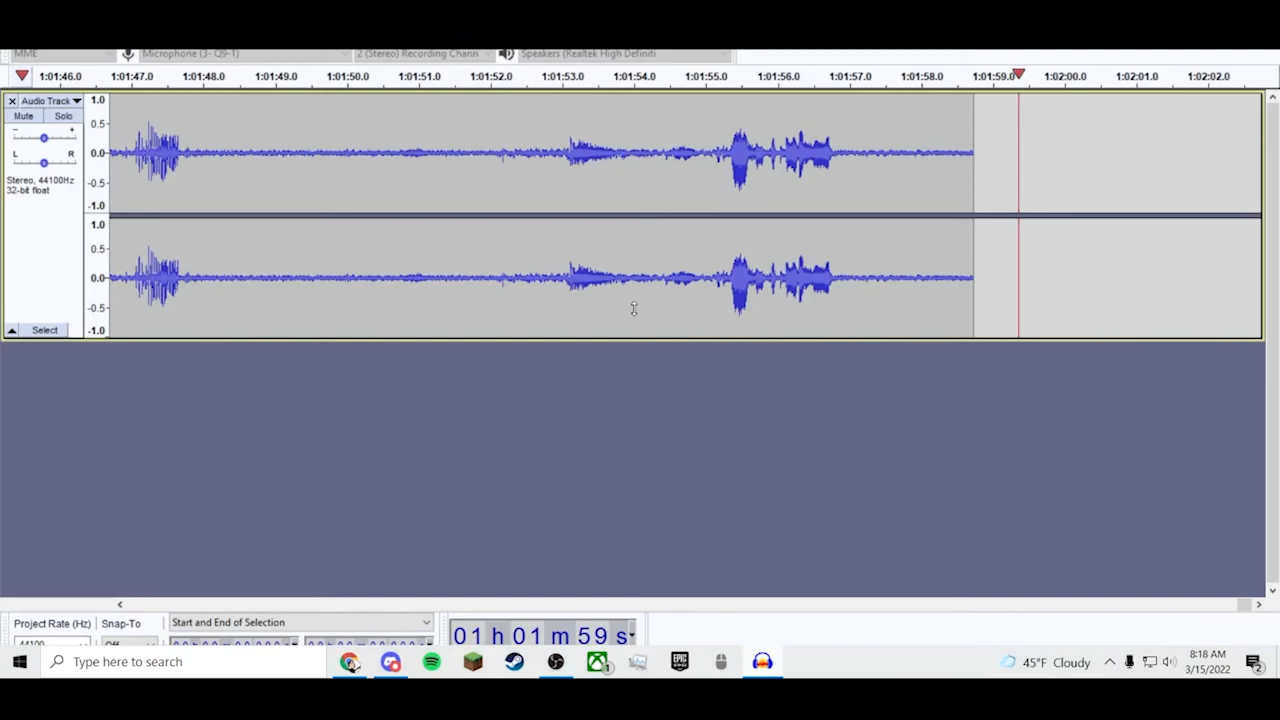 MME Microphone (3- Q9-1) 2 (Stereo) Recording Chann Speakers (Realtek High Definiti
1:01:46.0 1:01:47.0 1:01:48.0 1:01:49.0 1:01:50.0 1:01:51.0 1:01:52.0 1:01:53.0 1:01:54.0 1:01:55.0 1:01:56.0 1:01:57.0 1:01:58.0 1:01:59.0 1:02:00.0 1:02:01.0 1:02:02.0
Audio Track 1.0
Mute Solo
- + 0.5
L R 0.0
Stereo, 44100Hz -0.5
32-bit float
-1.0
1.0
0.5
0.0
-0.5
Select -1.0
Project Rate (Hz) Snap-To Start and End of Selection
01 h 01 m 59 s
44100 Off
Type here to search
EPIC
GAMES
1
45°F Cloudy
8:18 AM
3/15/2022
2